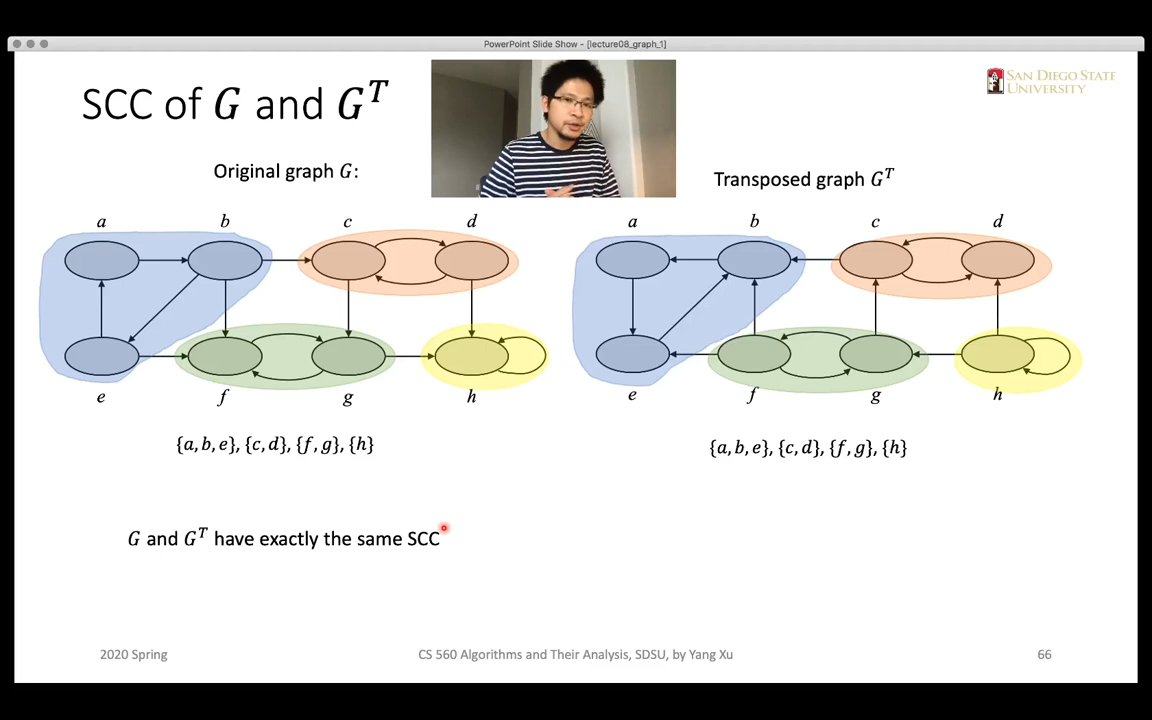 PowerPoint Slide Show - [lecture08_graph_1]
SCC of G and G^T
SAN DIEGO STATE
UNIVERSITY
Original graph G:
Transposed graph G^T
a b c d
e f g h
{a, b, e}, {c, d}, {f, g}, {h}
a b c d
e f g h
{a, b, e}, {c, d}, {f, g}, {h}
G and G^T have exactly the same SCC
2020 Spring
CS 560 Algorithms and Their Analysis, SDSU, by Yang Xu
66